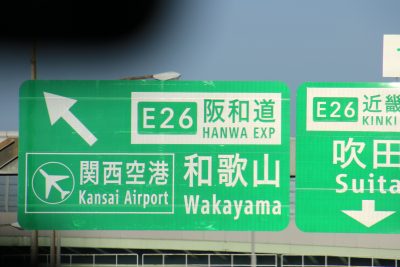 E26 阪和道
HANWA EXP
関西空港
Kansai Airport
和歌山
Wakayama
E26 近畿
KINKI
吹田
Suita